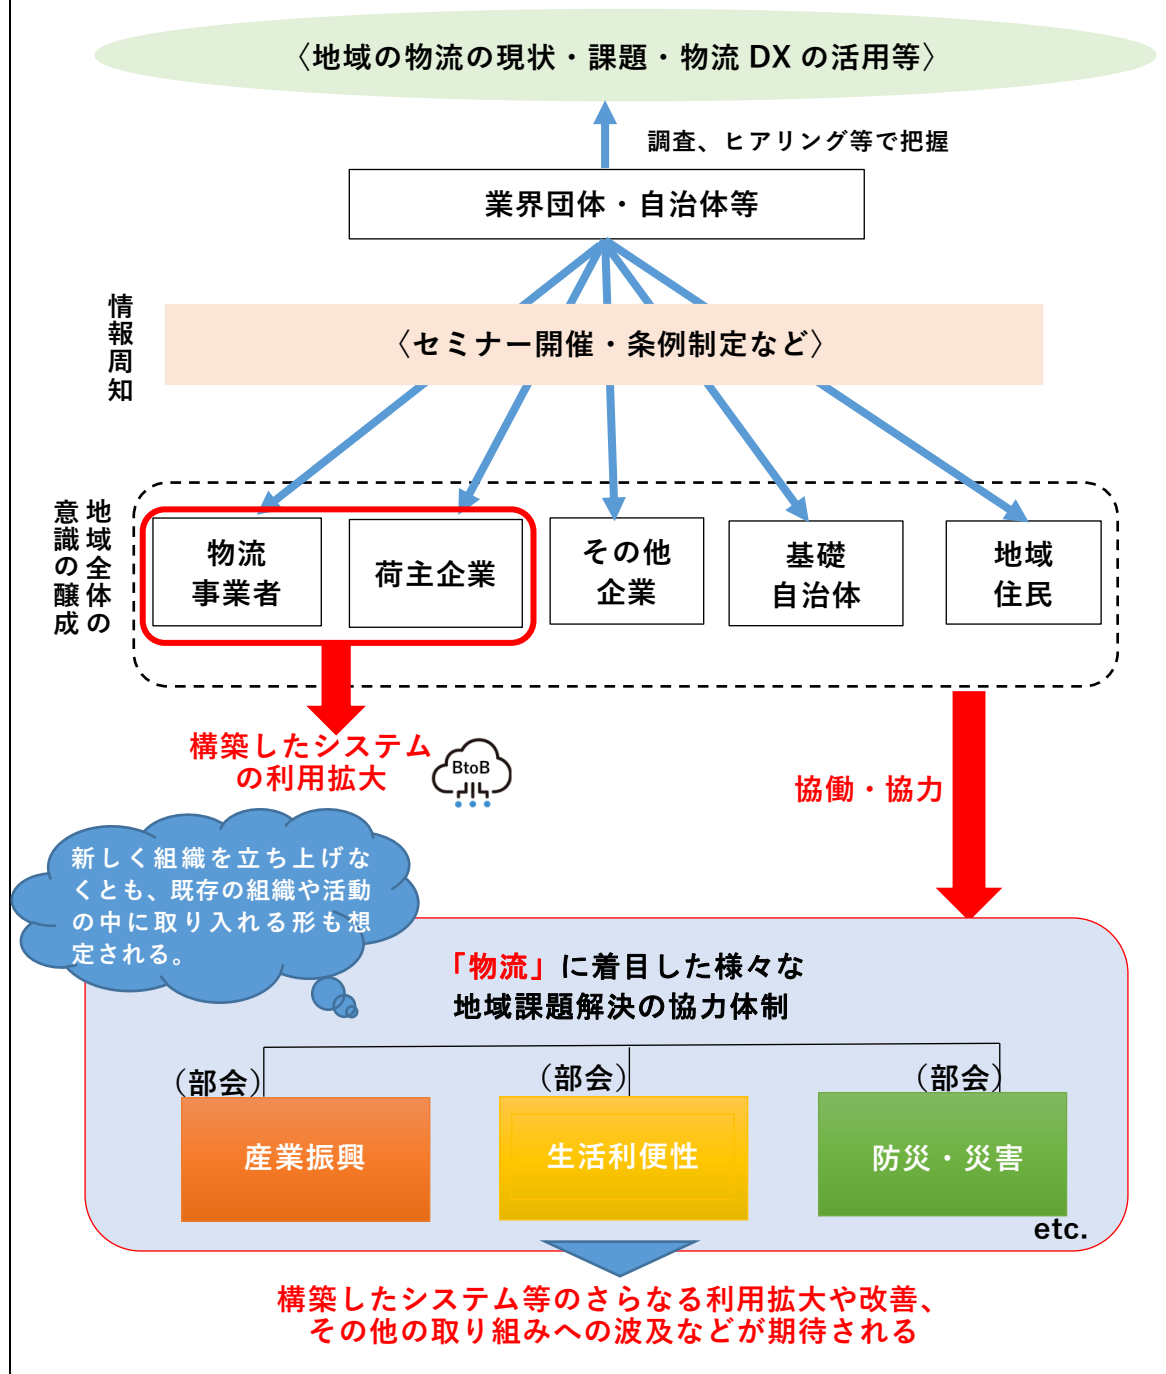 〈地域の物流の現状・課題・物流 DX の活用等〉
調査、ヒアリング等で把握
業界団体・自治体等
情報周知
〈セミナー開催・条例制定など〉
地域全体の
意識の醸成
物流
事業者
荷主企業
その他
企業
基礎
自治体
地域
住民
構築したシステム
の利用拡大
BtoB
協働・協力
新しく組織を立ち上げな
くとも、既存の組織や活動
の中に取り入れる形も想
定される。
「物流」に着目した様々な
地域課題解決の協力体制
（部会）
（部会）
（部会）
産業振興
生活利便性
防災・災害
etc.
構築したシステム等のさらなる利用拡大や改善、
その他の取り組みへの波及などが期待される